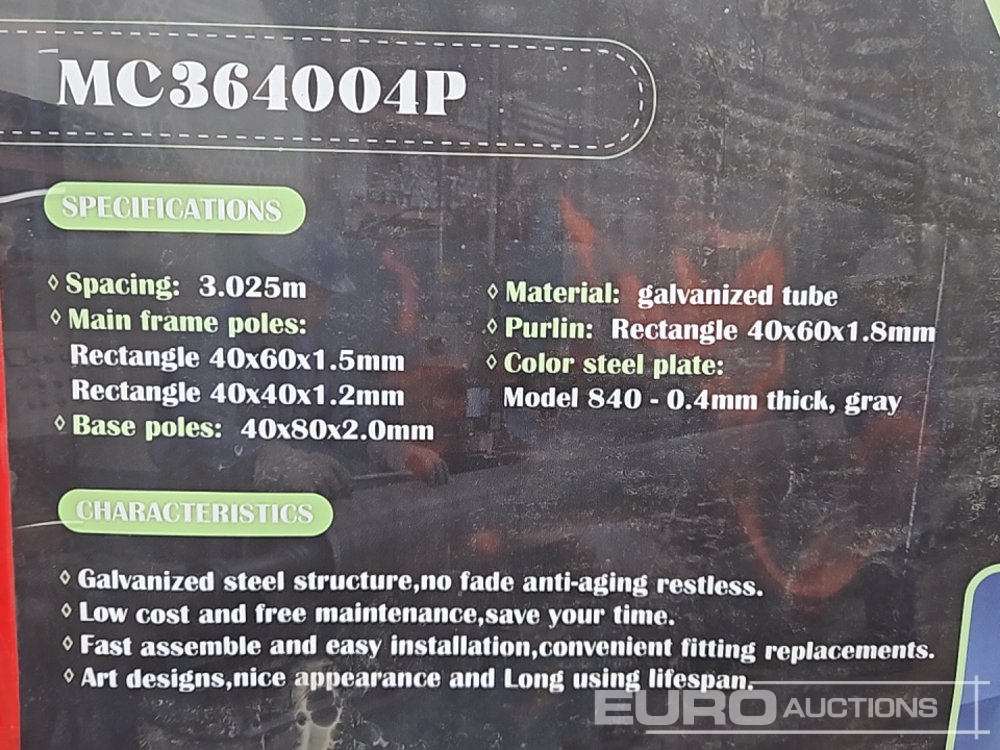 MC364004P
SPECIFICATIONS
◊ Spacing: 3.025m
◊ Main frame poles:
Rectangle 40x60x1.5mm
Rectangle 40x40x1.2mm
◊ Base poles: 40x80x2.0mm
◊ Material: galvanized tube
◊ Purlin: Rectangle 40x60x1.8mm
◊ Color steel plate:
Model 840 - 0.4mm thick, gray
CHARACTERISTICS
◊ Galvanized steel structure,no fade anti-aging restless.
◊ Low cost and free maintenance,save your time.
◊ Fast assemble and easy installation,convenient fitting replacements.
◊ Art designs,nice appearance and Long using lifespan.
EURO AUCTIONS